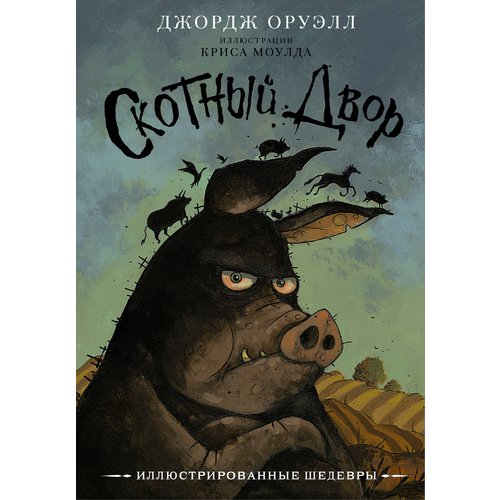 ДЖОРДЖ ОРУЭЛЛ
ИЛЛЮСТРАЦИИ
КРИСА МОУЛДА
СКОТНЫЙ ДВОР
ИЛЛЮСТРИРОВАННЫЕ ШЕДЕВРЫ